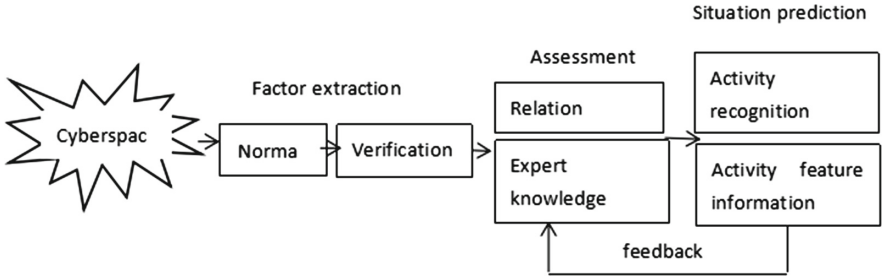 Situation prediction
Assessment
Factor extraction
Cyberspac
Norma
Verification
Relation
Expert
knowledge
Activity
recognition
Activity feature
information
feedback